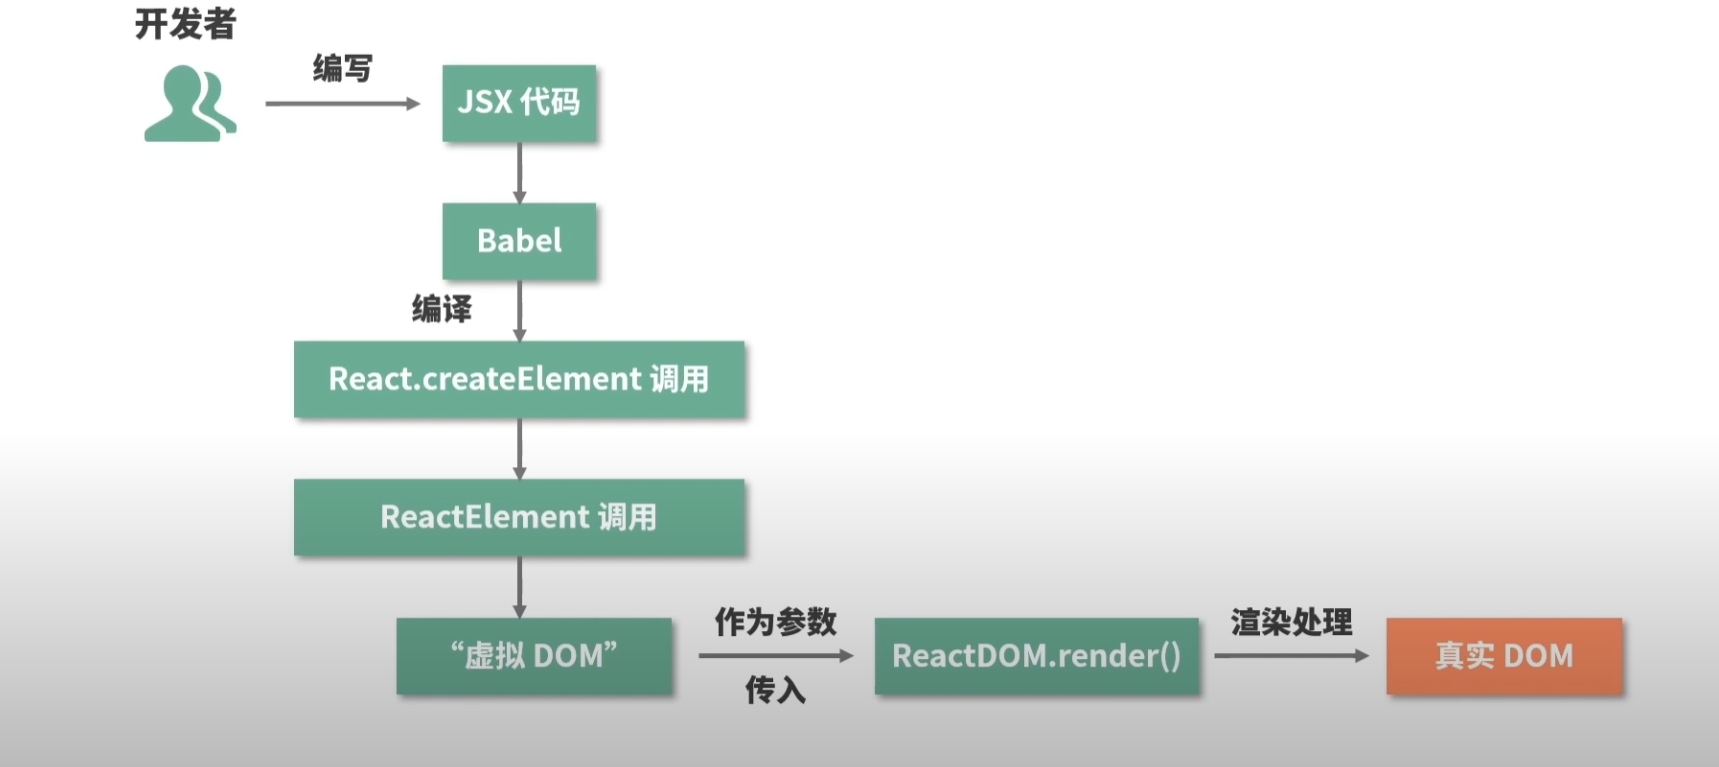 开发者
编写
JSX 代码
Babel
编译
React.createElement 调用
ReactElement 调用
“虚拟 DOM”
作为参数
传入
ReactDOM.render()
渲染处理
真实 DOM